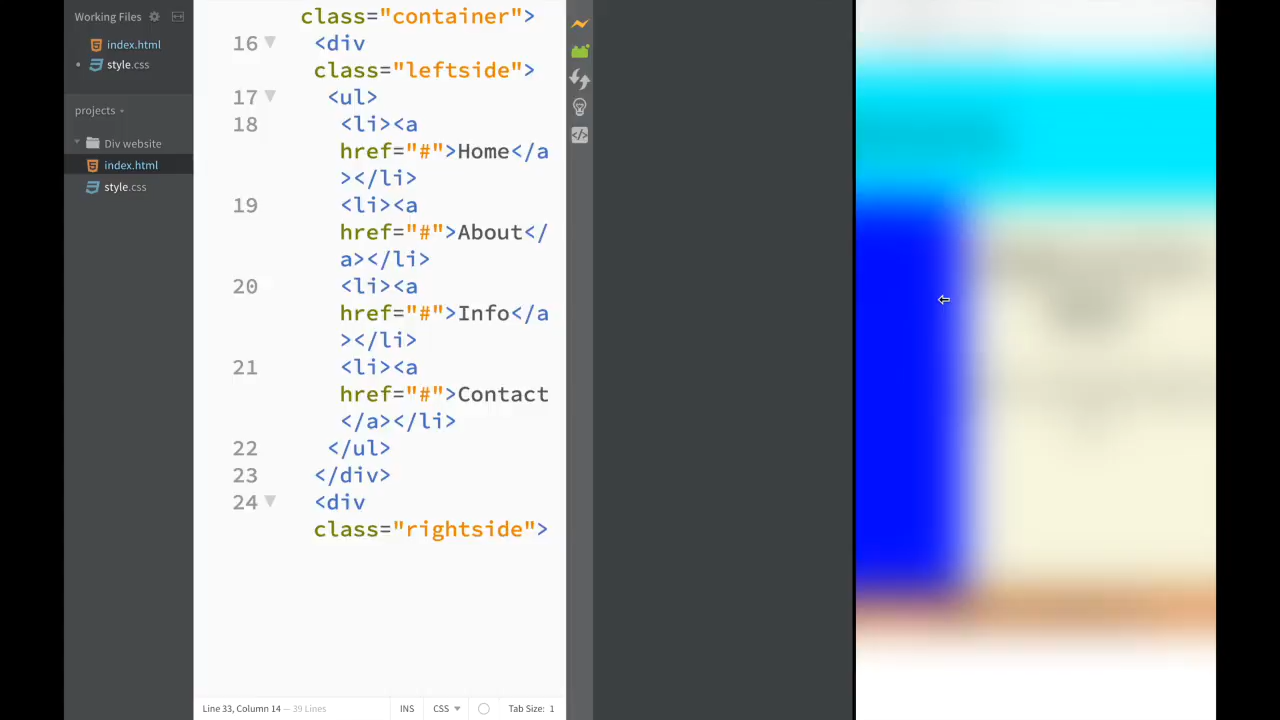 Working Files
index.html
style.css
projects
Div website
index.html
style.css
class="container">
16 <div
class="leftside">
17 <ul>
18 <li><a
href="#">Home</a
></li>
19 <li><a
href="#">About</
a></li>
20 <li><a
href="#">Info</a
></li>
21 <li><a
href="#">Contact
</a></li>
22 </ul>
23 </div>
24 <div
class="rightside">
Line 33, Column 14 — 39 Lines
INS
CSS
Tab Size: 1